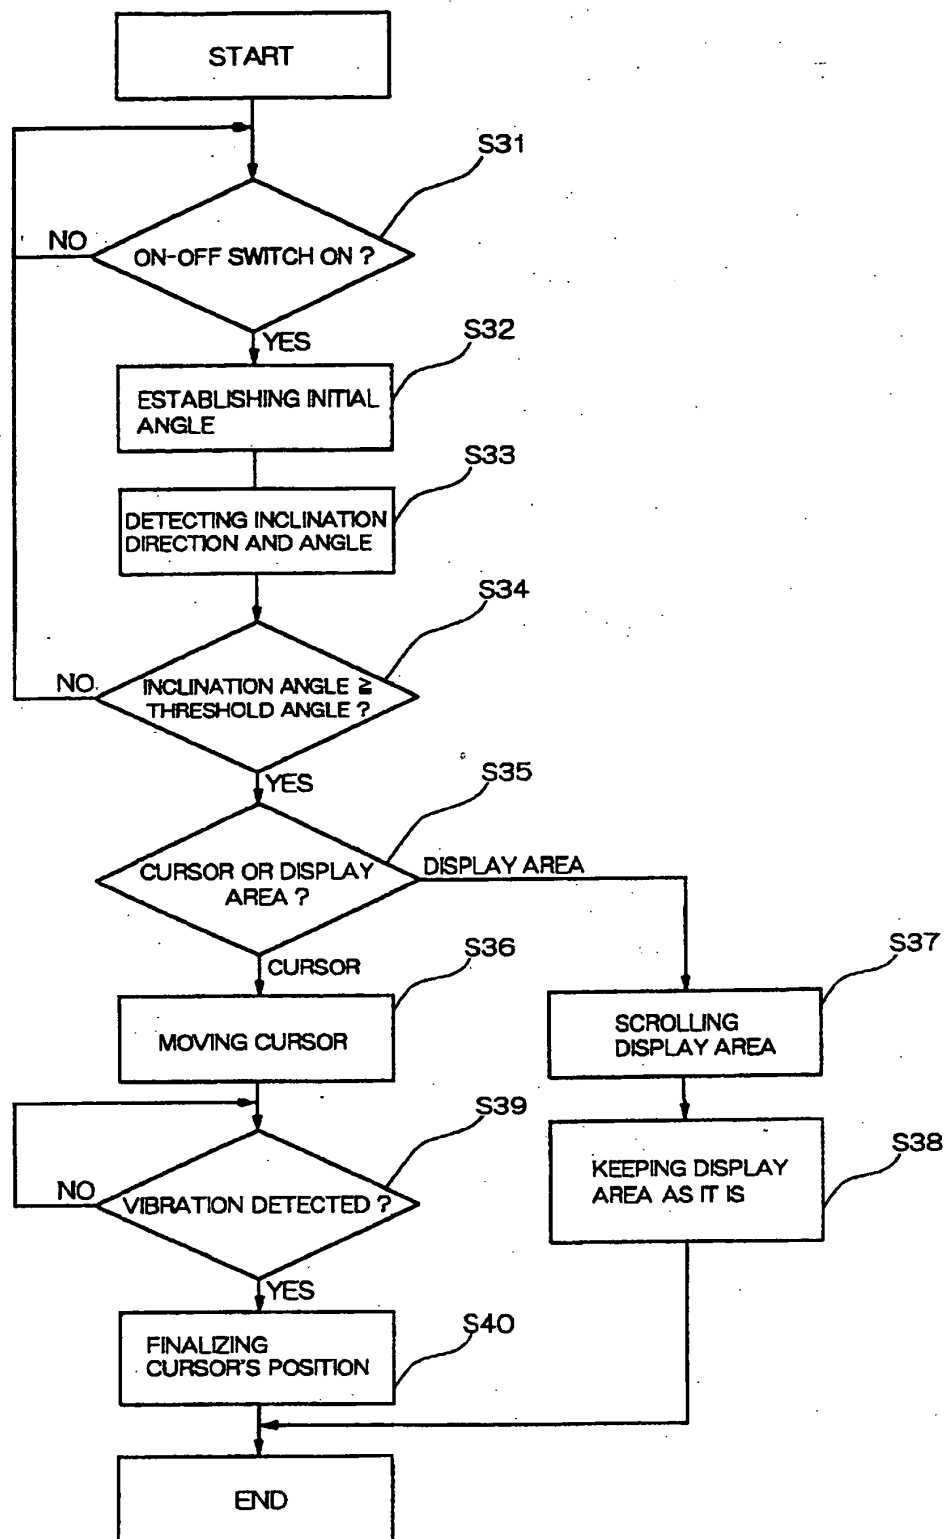 START
S31
NO
ON-OFF SWITCH ON ?
YES
S32
ESTABLISHING INITIAL
ANGLE
S33
DETECTING INCLINATION
DIRECTION AND ANGLE
S34
NO
INCLINATION ANGLE ≥
THRESHOLD ANGLE ?
YES
S35
CURSOR OR DISPLAY
AREA ?
DISPLAY AREA
CURSOR
S36
MOVING CURSOR
S37
SCROLLING
DISPLAY AREA
S39
NO
VIBRATION DETECTED ?
S38
KEEPING DISPLAY
AREA AS IT IS
YES
S40
FINALIZING
CURSOR'S POSITION
END